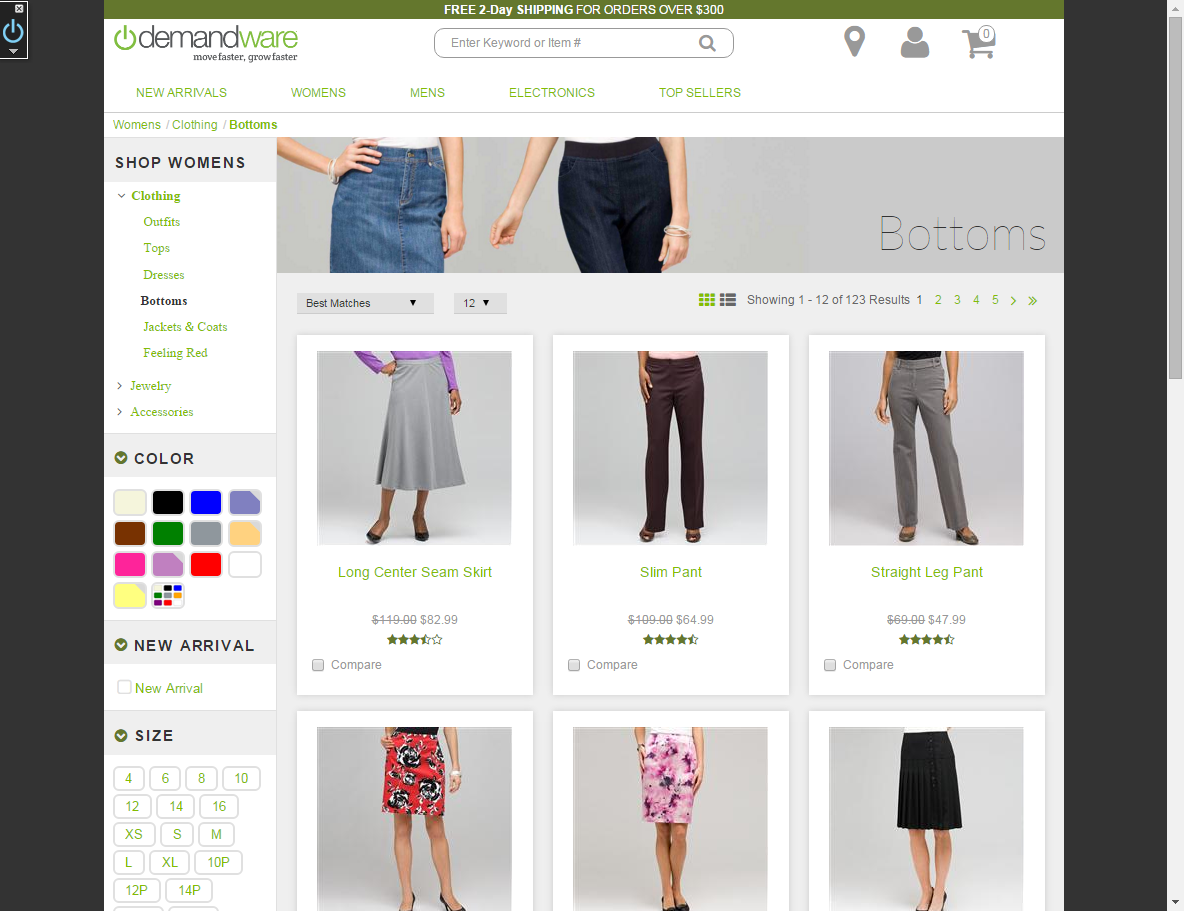 FREE 2-Day SHIPPING FOR ORDERS OVER $300
demandware
move faster, grow faster
Enter Keyword or Item #
0
NEW ARRIVALS
WOMENS
MENS
ELECTRONICS
TOP SELLERS
Womens / Clothing / Bottoms
SHOP WOMENS
Clothing
Outfits
Tops
Dresses
Bottoms
Jackets & Coats
Feeling Red
Jewelry
Accessories
COLOR
NEW ARRIVAL
New Arrival
SIZE
4 6 8 10
12 14 16
XS S M
L XL 10P
12P 14P
Bottoms
Best Matches
12
Showing 1 - 12 of 123 Results 1 2 3 4 5 > »
Long Center Seam Skirt
$119.00 $82.99
Compare
Slim Pant
$109.00 $64.99
Compare
Straight Leg Pant
$69.00 $47.99
Compare